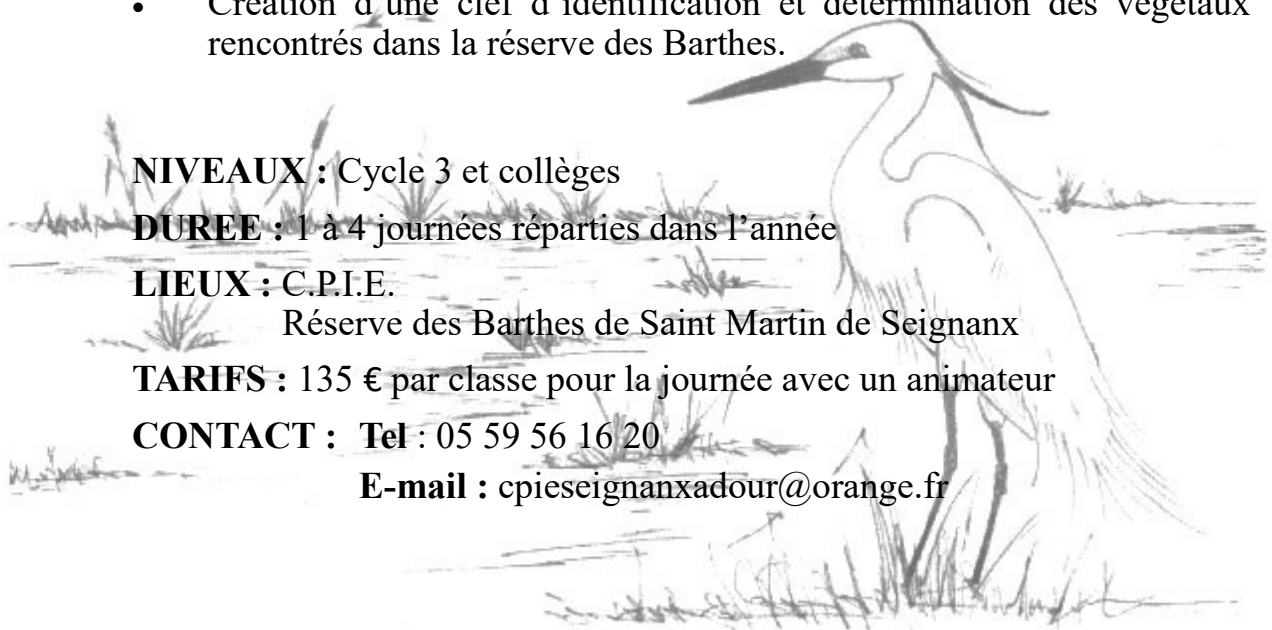 • Création d’une clef d’identification et détermination des végétaux
rencontrés dans la réserve des Barthes.
NIVEAUX : Cycle 3 et collèges
DUREE : 1 à 4 journées réparties dans l’année
LIEUX : C.P.I.E.
Réserve des Barthes de Saint Martin de Seignanx
TARIFS : 135 € par classe pour la journée avec un animateur
CONTACT : Tel : 05 59 56 16 20
E-mail : cpieseignanxadour@orange.fr